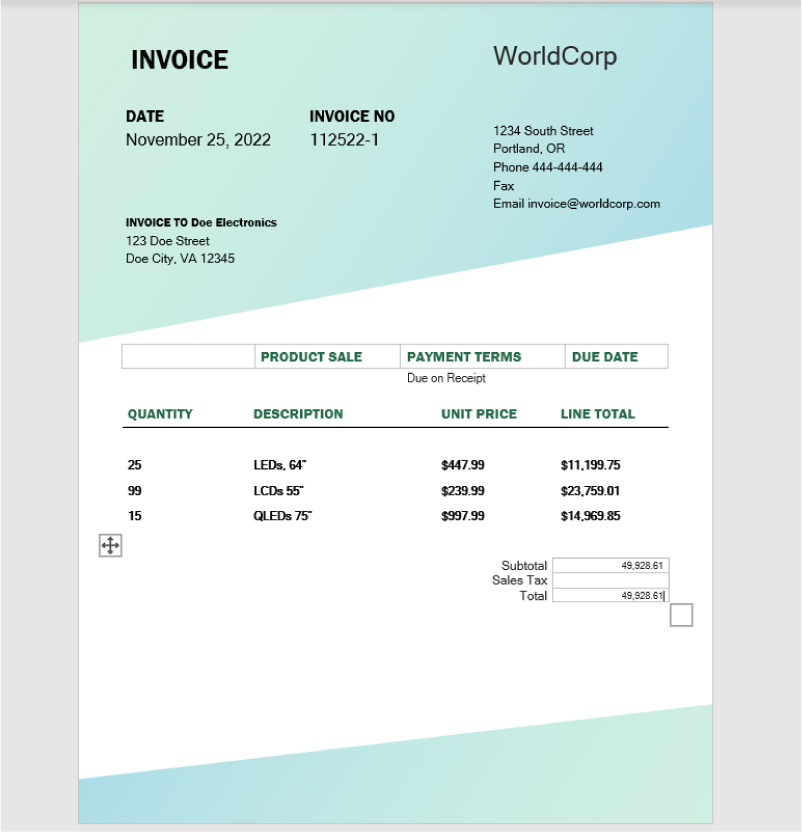 INVOICE
WorldCorp
DATE
November 25, 2022
INVOICE NO
112522-1
1234 South Street
Portland, OR
Phone 444-444-444
Fax
Email invoice@worldcorp.com
INVOICE TO Doe Electronics
123 Doe Street
Doe City, VA 12345
PRODUCT SALE PAYMENT TERMS DUE DATE
Due on Receipt
QUANTITY DESCRIPTION UNIT PRICE LINE TOTAL
25 LEDs, 64" $447.99 $11,199.75
99 LCDs 55" $239.99 $23,759.01
15 QLEDs 75" $997.99 $14,969.85
Subtotal 49,928.61
Sales Tax
Total 49,928.61